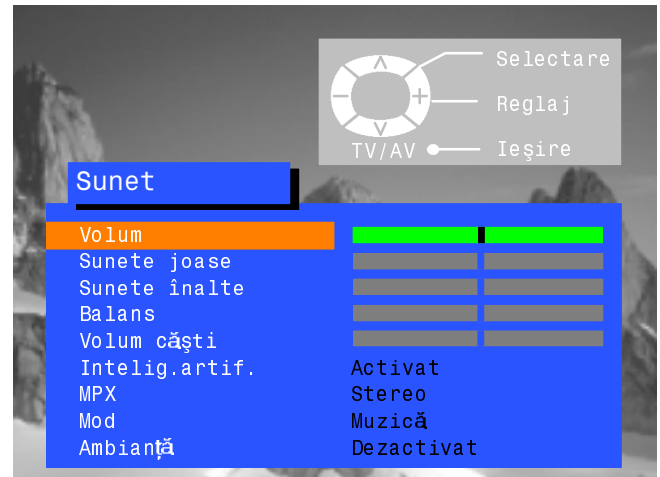 Selectare
Reglaj
TV/AV Ieşire
Sunet
Volum
Sunete joase
Sunete înalte
Balans
Volum căşti
Intelig.artif. Activat
MPX Stereo
Mod Muzică
Ambianță Dezactivat